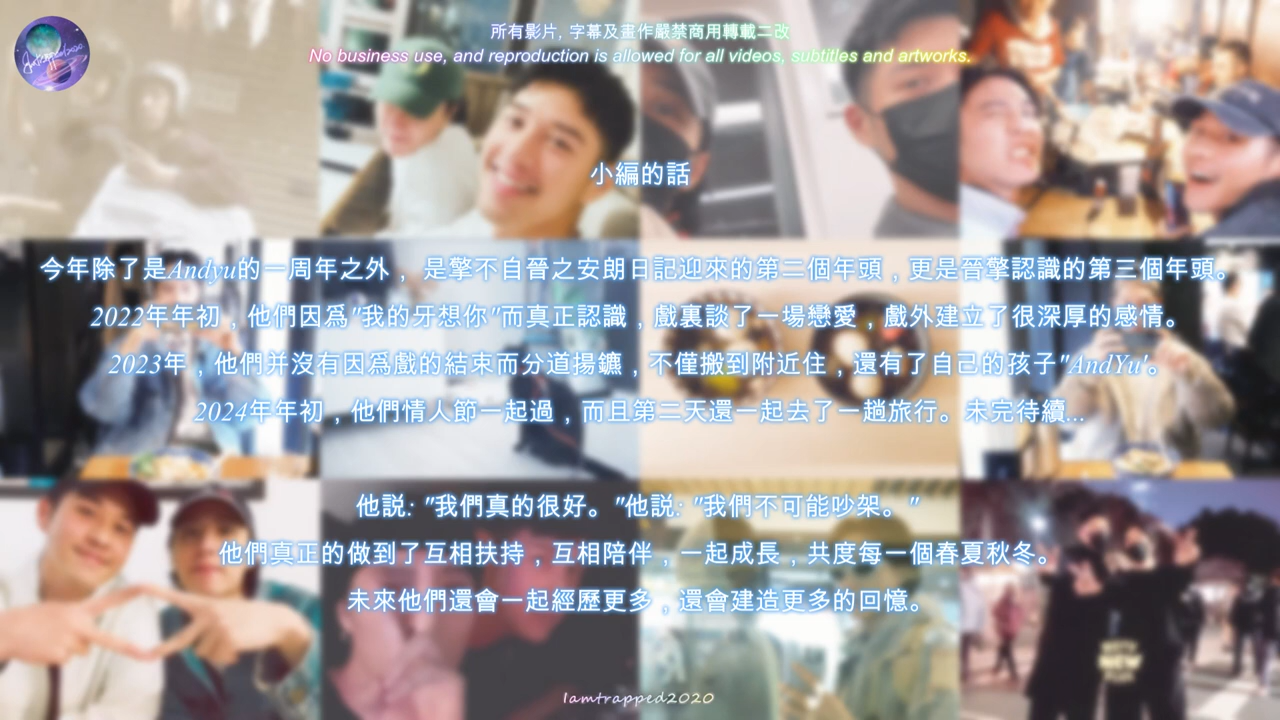 所有影片, 字幕及畫作嚴禁商用轉載二改
No business use, and reproduction is allowed for all videos, subtitles and artworks.
小編的話
今年除了是Andyu的一周年之外， 是擎不自晉之安朗日記迎來的第二個年頭，更是晉擎認識的第三個年頭。
2022年年初，他們因爲"我的牙想你"而真正認識，戲裏談了一場戀愛，戲外建立了很深厚的感情。
2023年，他們并沒有因爲戲的結束而分道揚鑣，不僅搬到附近住，還有了自己的孩子"AndYu'。
2024年年初，他們情人節一起過，而且第二天還一起去了一趟旅行。未完待續...
他説: "我們真的很好。"他説: "我們不可能吵架。"
他們真正的做到了互相扶持，互相陪伴， 一起成長，共度每一個春夏秋冬。
未來他們還會一起經歷更多，還會建造更多的回憶。
Iamtrapped2020